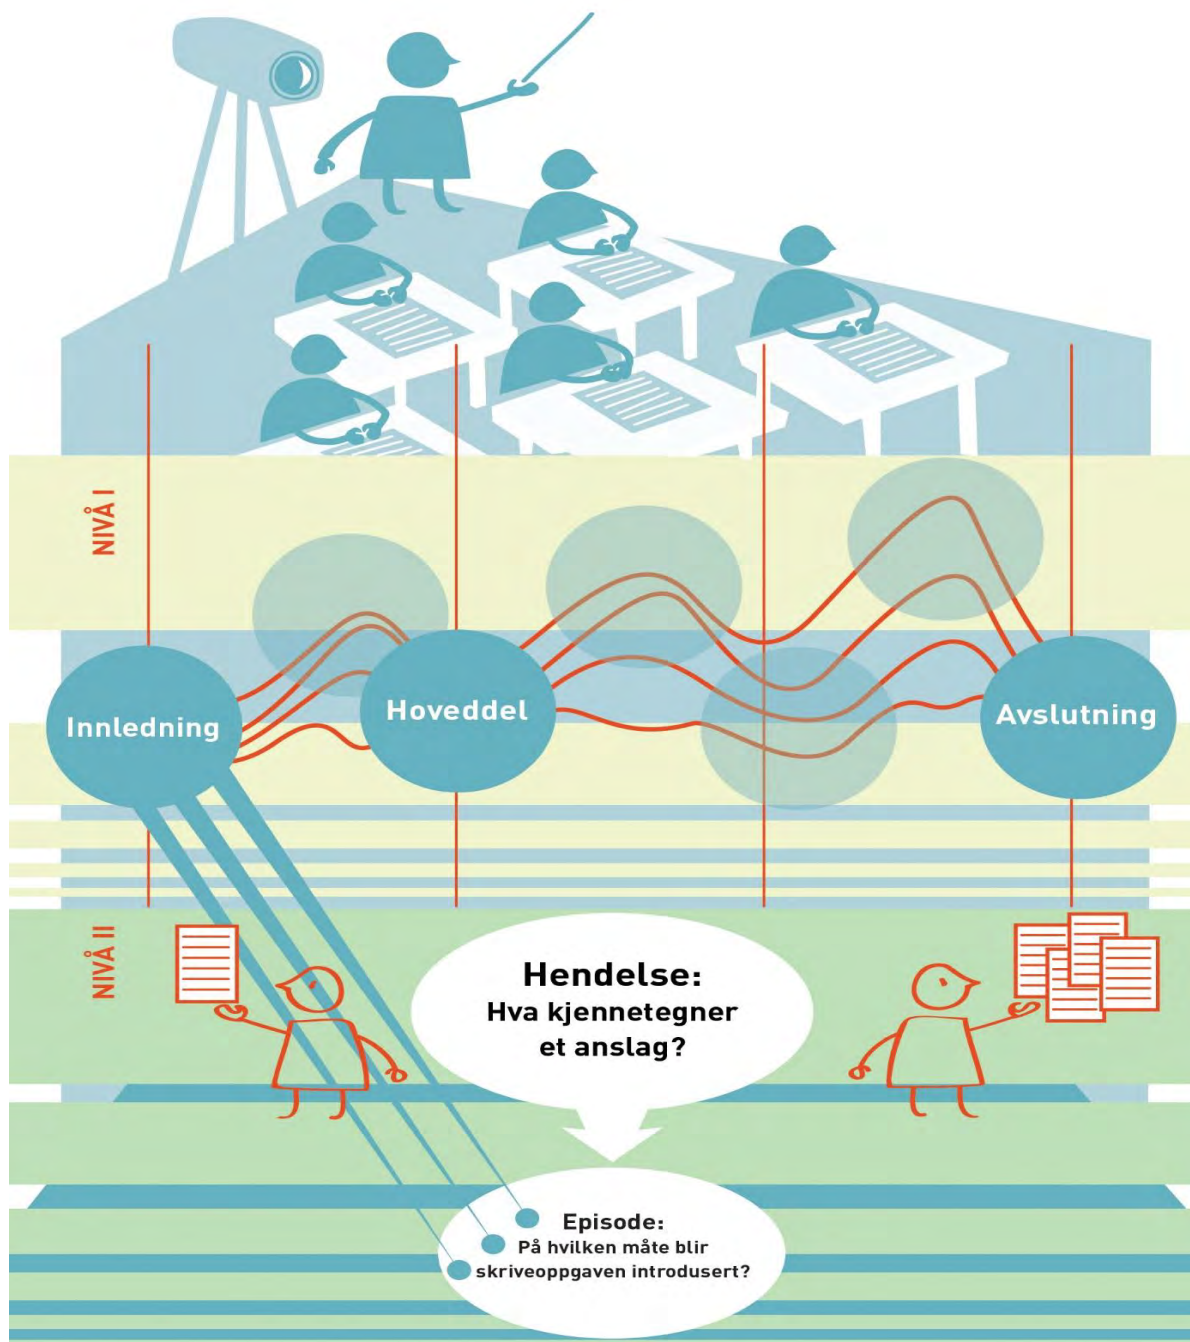 NIVÅ I
Innledning
Hoveddel
Avslutning
NIVÅ II
Hendelse:
Hva kjennetegner
et anslag?
Episode:
På hvilken måte blir
skriveoppgaven introdusert?